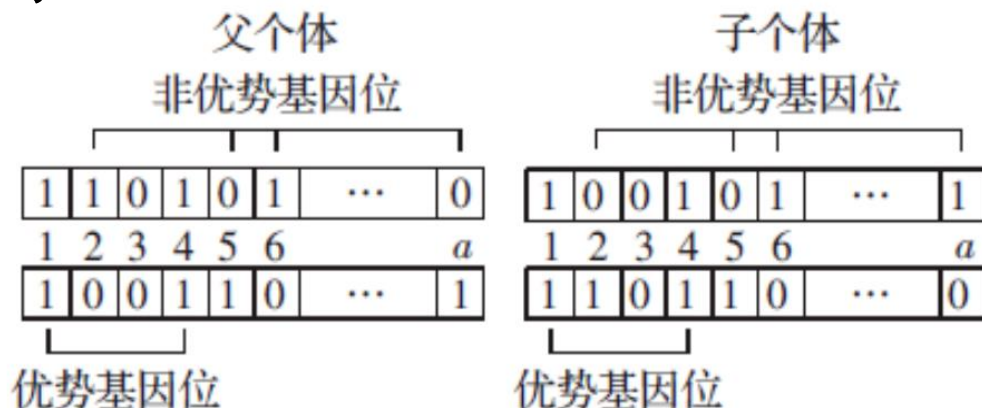 父个体 子个体
非优势基因位 非优势基因位
1 1 0 1 0 1 … 0 1 0 0 1 0 1 … 1
1 2 3 4 5 6 a 1 2 3 4 5 6 a
1 0 0 1 1 0 … 1 1 1 0 1 1 0 … 0
优势基因位 优势基因位